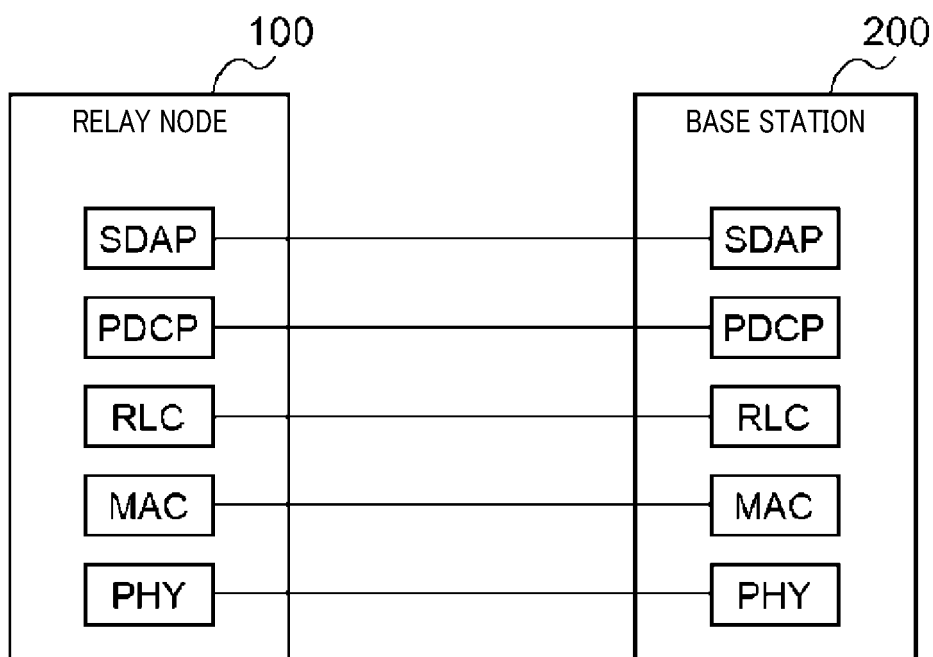 100
200
RELAY NODE
BASE STATION
SDAP
SDAP
PDCP
PDCP
RLC
RLC
MAC
MAC
PHY
PHY